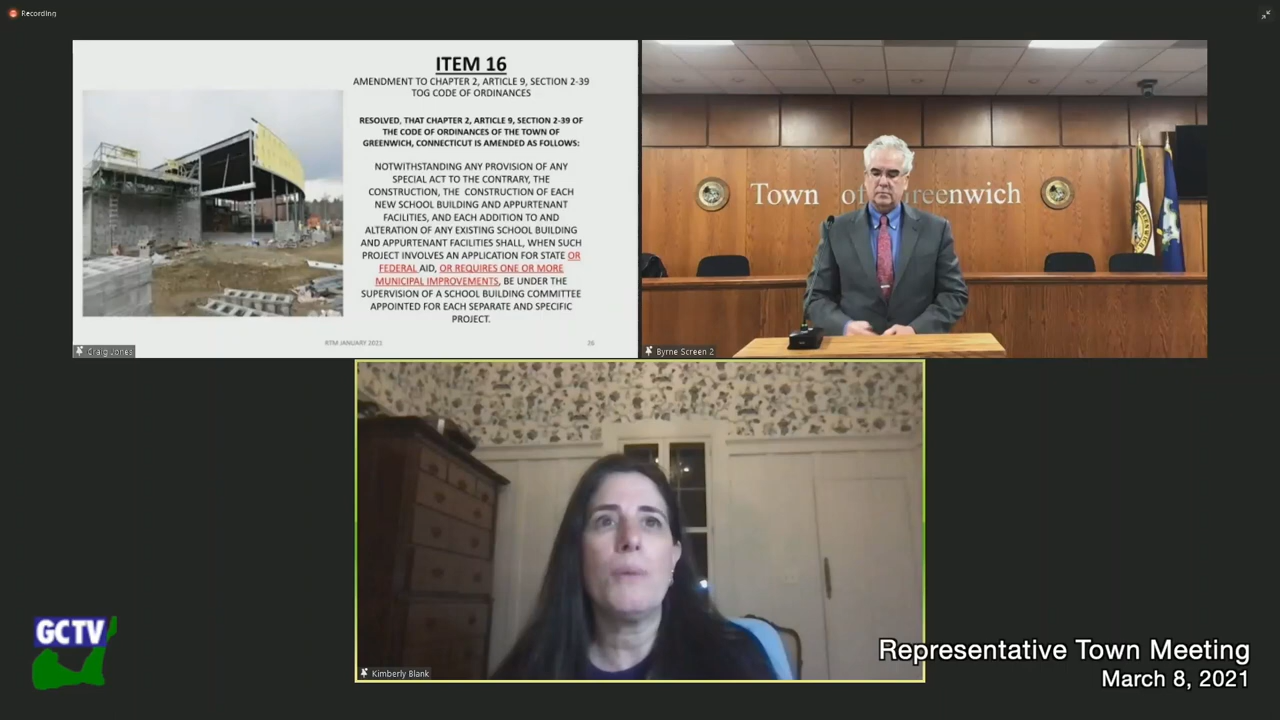 Recording
ITEM 16
AMENDMENT TO CHAPTER 2, ARTICLE 9, SECTION 2-39
TOG CODE OF ORDINANCES
RESOLVED, THAT CHAPTER 2, ARTICLE 9, SECTION 2-39 OF
THE CODE OF ORDINANCES OF THE TOWN OF
GREENWICH, CONNECTICUT IS AMENDED AS FOLLOWS:
NOTWITHSTANDING ANY PROVISION OF ANY
SPECIAL ACT TO THE CONTRARY, THE
CONSTRUCTION, THE CONSTRUCTION OF EACH
NEW SCHOOL BUILDING AND APPURTENANT
FACILITIES, AND EACH ADDITION TO AND
ALTERATION OF ANY EXISTING SCHOOL BUILDING
AND APPURTENANT FACILITIES SHALL, WHEN SUCH
PROJECT INVOLVES AN APPLICATION FOR STATE OR
FEDERAL AID, OR REQUIRES ONE OR MORE
MUNICIPAL IMPROVEMENTS, BE UNDER THE
SUPERVISION OF A SCHOOL BUILDING COMMITTEE
APPOINTED FOR EACH SEPARATE AND SPECIFIC
PROJECT.
RTM JANUARY 2021
36
Craig Jones
Town of Greenwich
Byrne Screen 2
Kimberly Blank
GCTV
Representative Town Meeting
March 8, 2021